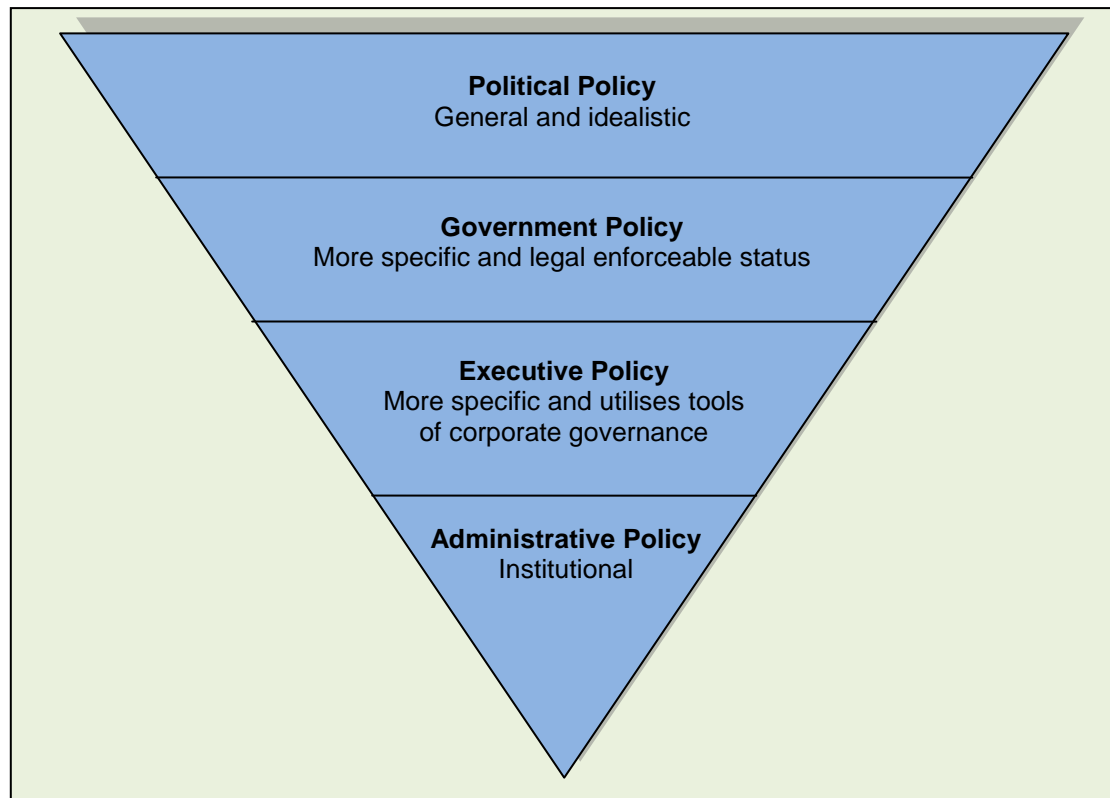 Political Policy
General and idealistic
Government Policy
More specific and legal enforceable status
Executive Policy
More specific and utilises tools
of corporate governance
Administrative Policy
Institutional